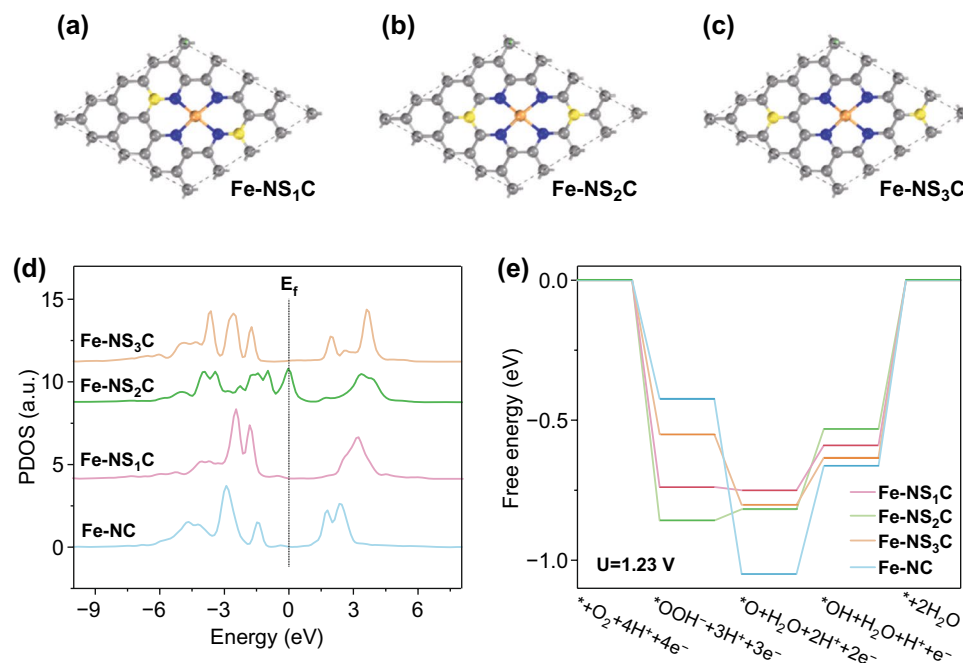 (a)
(b)
(c)
Fe-NS₁C
Fe-NS₂C
Fe-NS₃C
(d)
E_f
15
10
5
0
PDOS (a.u.)
Fe-NS₃C
Fe-NS₂C
Fe-NS₁C
Fe-NC
−9 −6 −3 0 3 6
Energy (eV)
(e)
0.0
−0.5
−1.0
Free energy (eV)
Fe-NS₁C
Fe-NS₂C
Fe-NS₃C
Fe-NC
U=1.23 V
*+O₂+4H⁺+4e⁻
*OOH⁻+3H⁺+3e⁻
*O+H₂O+2H⁺+2e⁻
*OH+H₂O+H⁺+e⁻
*+2H₂O